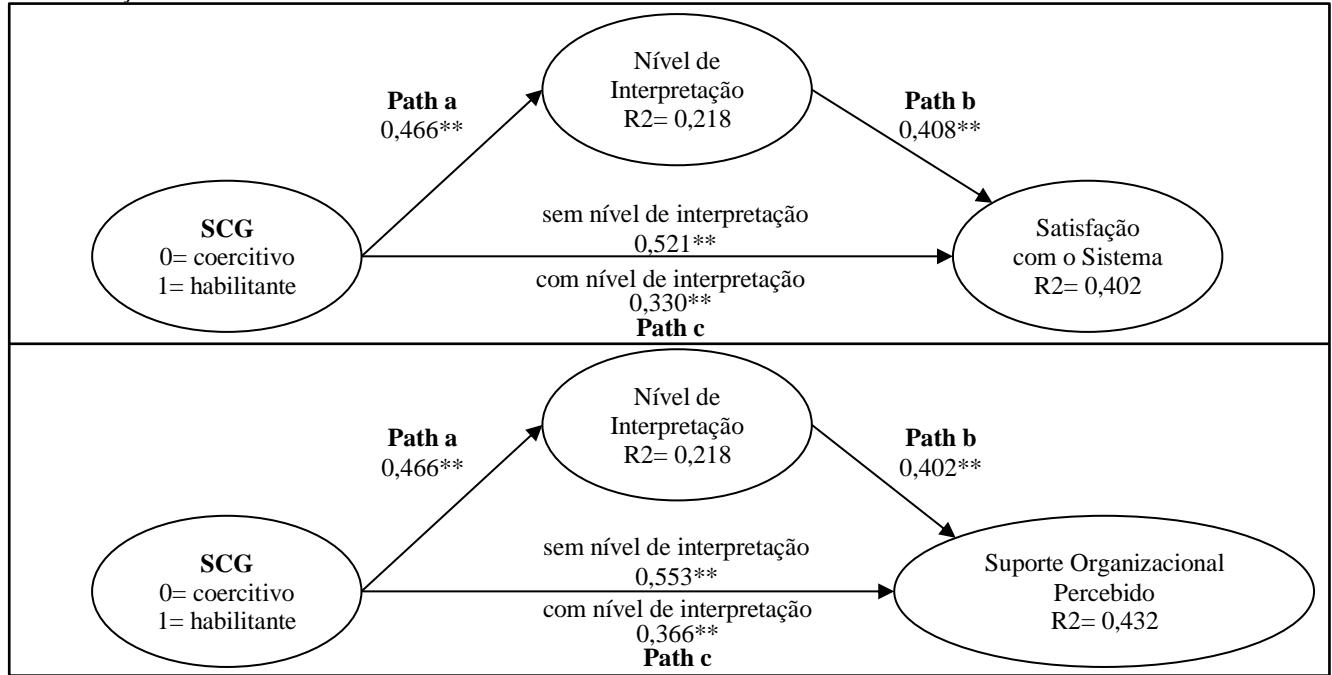 Nível de
Interpretação
R2= 0,218
Path a
0,466**
Path b
0,408**
SCG
0= coercitivo
1= habilitante
sem nível de interpretação
0,521**
com nível de interpretação
0,330**
Path c
Satisfação
com o Sistema
R2= 0,402
Nível de
Interpretação
R2= 0,218
Path a
0,466**
Path b
0,402**
SCG
0= coercitivo
1= habilitante
sem nível de interpretação
0,553**
com nível de interpretação
0,366**
Path c
Suporte Organizacional
Percebido
R2= 0,432